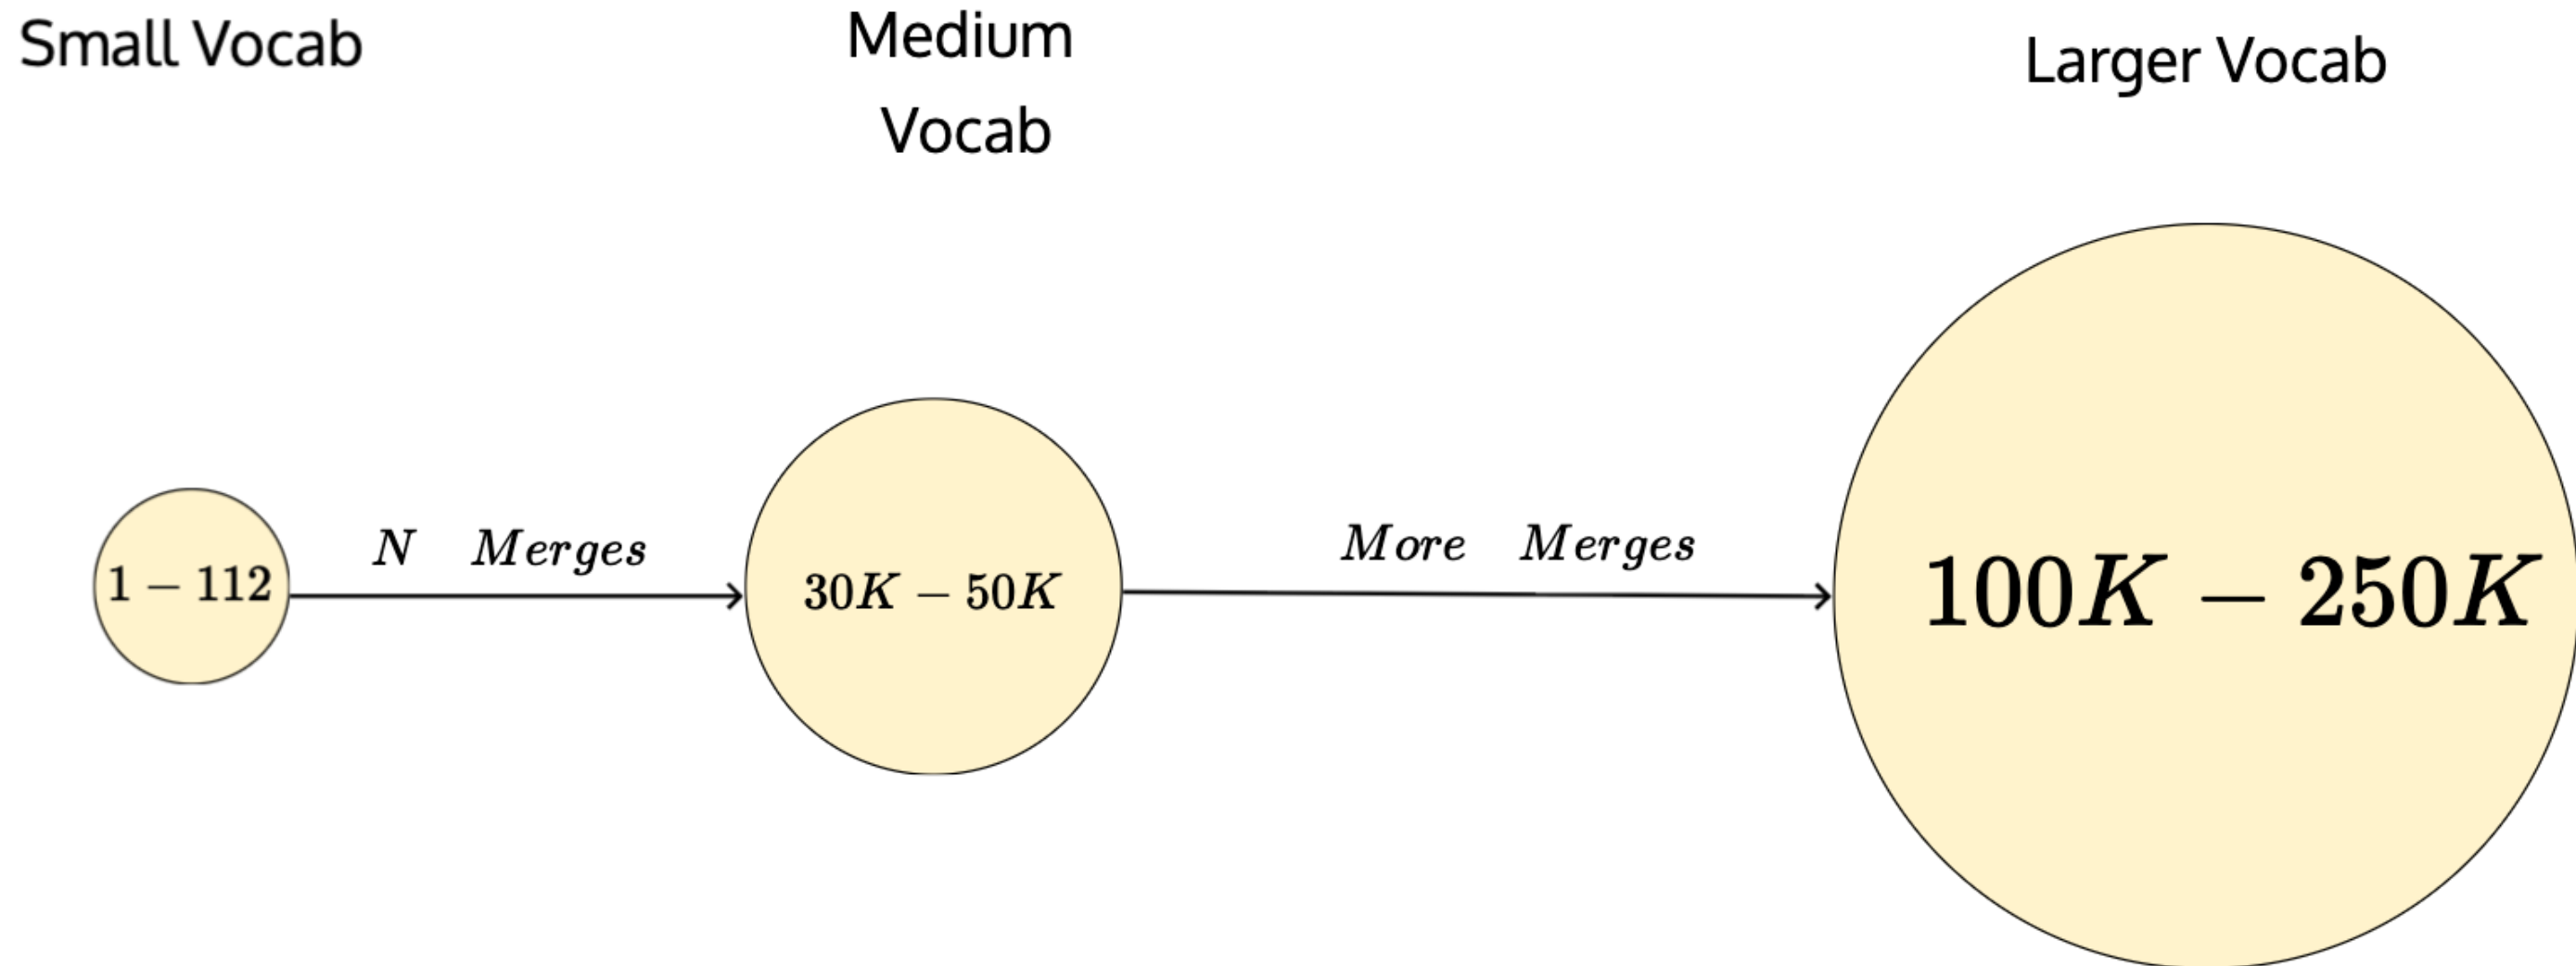 Small Vocab
Medium
Vocab
Larger Vocab
1 − 112
N Merges
30K − 50K
More Merges
100K − 250K